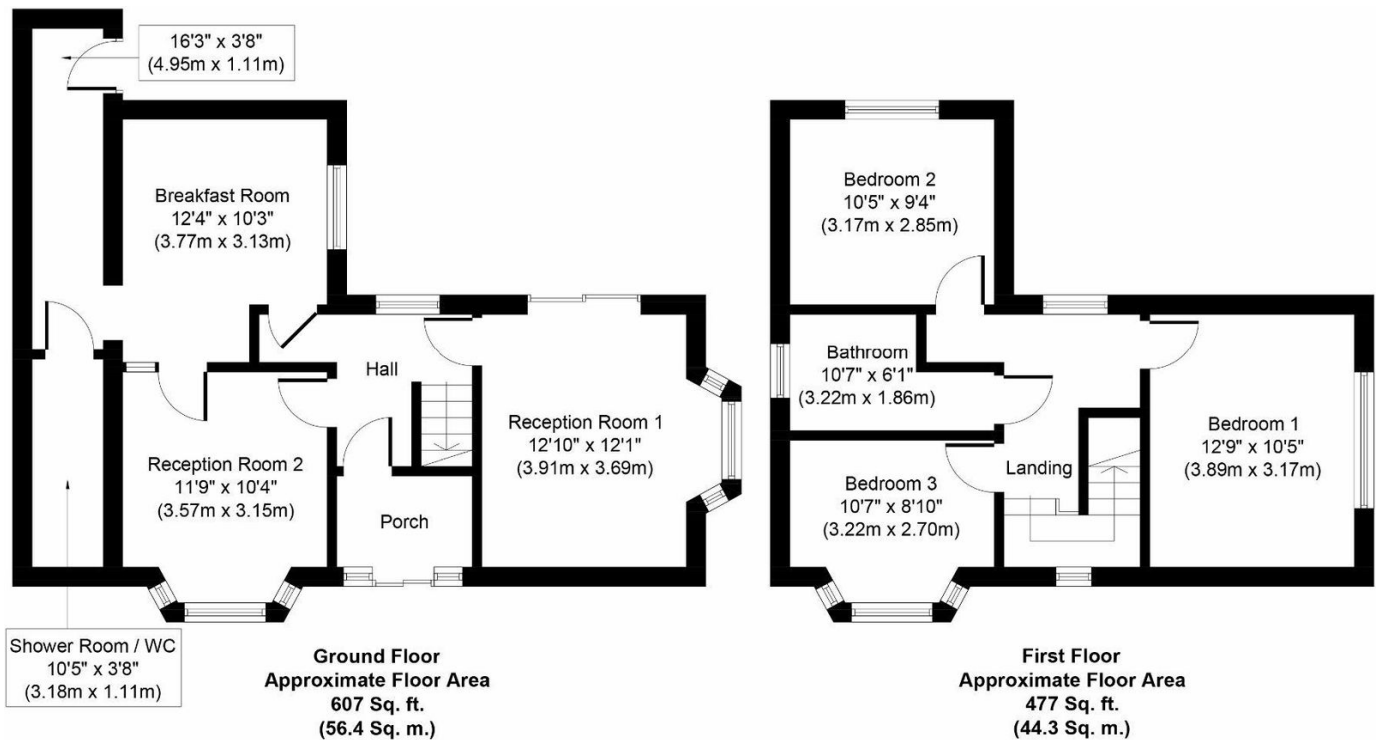 16'3" x 3'8"
(4.95m x 1.11m)
Breakfast Room
12'4" x 10'3"
(3.77m x 3.13m)
Hall
Reception Room 1
12'10" x 12'1"
(3.91m x 3.69m)
Reception Room 2
11'9" x 10'4"
(3.57m x 3.15m)
Porch
Shower Room / WC
10'5" x 3'8"
(3.18m x 1.11m)
Ground Floor
Approximate Floor Area
607 Sq. ft.
(56.4 Sq. m.)
Bedroom 2
10'5" x 9'4"
(3.17m x 2.85m)
Bathroom
10'7" x 6'1"
(3.22m x 1.86m)
Bedroom 1
12'9" x 10'5"
(3.89m x 3.17m)
Landing
Bedroom 3
10'7" x 8'10"
(3.22m x 2.70m)
First Floor
Approximate Floor Area
477 Sq. ft.
(44.3 Sq. m.)